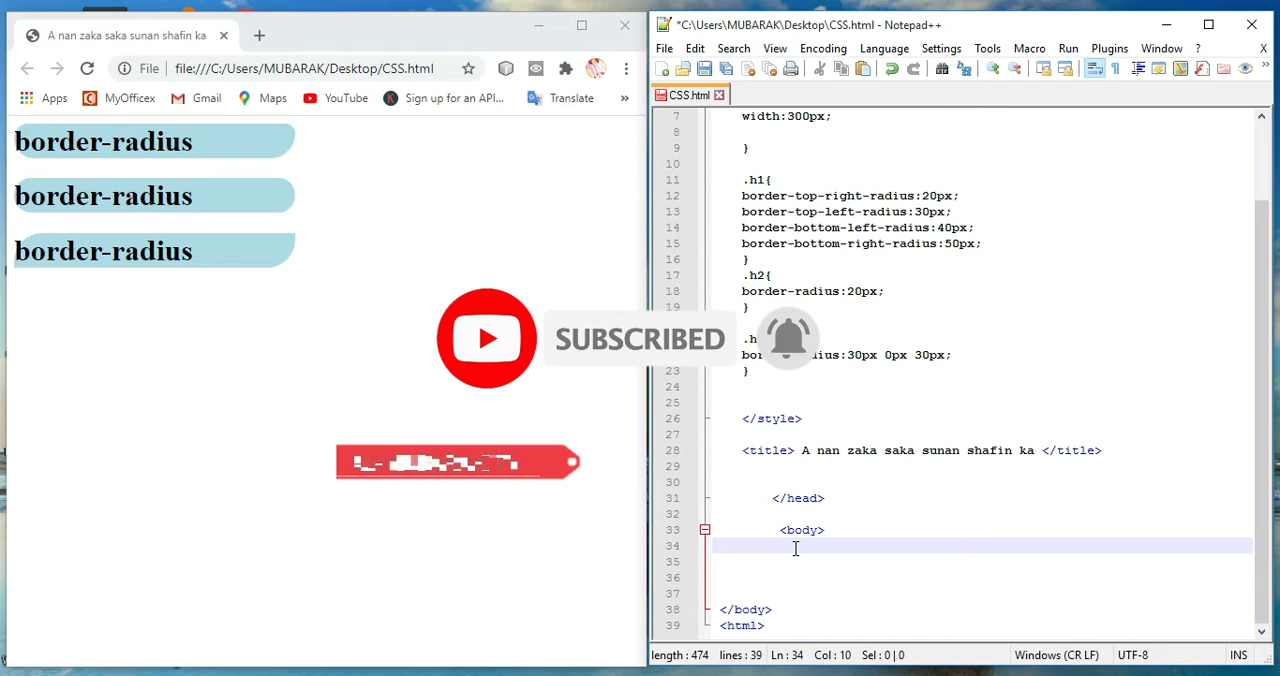 A nan zaka saka sunan shafin ka
File file:///C:/Users/MUBARAK/Desktop/CSS.html
Apps MyOfficex Gmail Maps YouTube Sign up for an API... Translate »
border-radius
border-radius
border-radius
SUBSCRIBED
*C:\Users\MUBARAK\Desktop\CSS.html - Notepad++
File Edit Search View Encoding Language Settings Tools Macro Run Plugins Window ? X
CSS.html
7 width:300px;
8
9 }
10
11 .h1{
12 border-top-right-radius:20px;
13 border-top-left-radius:30px;
14 border-bottom-left-radius:40px;
15 border-bottom-right-radius:50px;
16 }
17 .h2{
18 border-radius:20px;
19 }
.h
bor dius:30px 0px 30px;
23 }
24
25
26 </style>
27
28 <title> A nan zaka saka sunan shafin ka </title>
29
30
31 </head>
32
33 <body>
34
35
36
37
38 </body>
39 <html>
length : 474 lines : 39 Ln : 34 Col : 10 Sel : 0 | 0 Windows (CR LF) UTF-8 INS